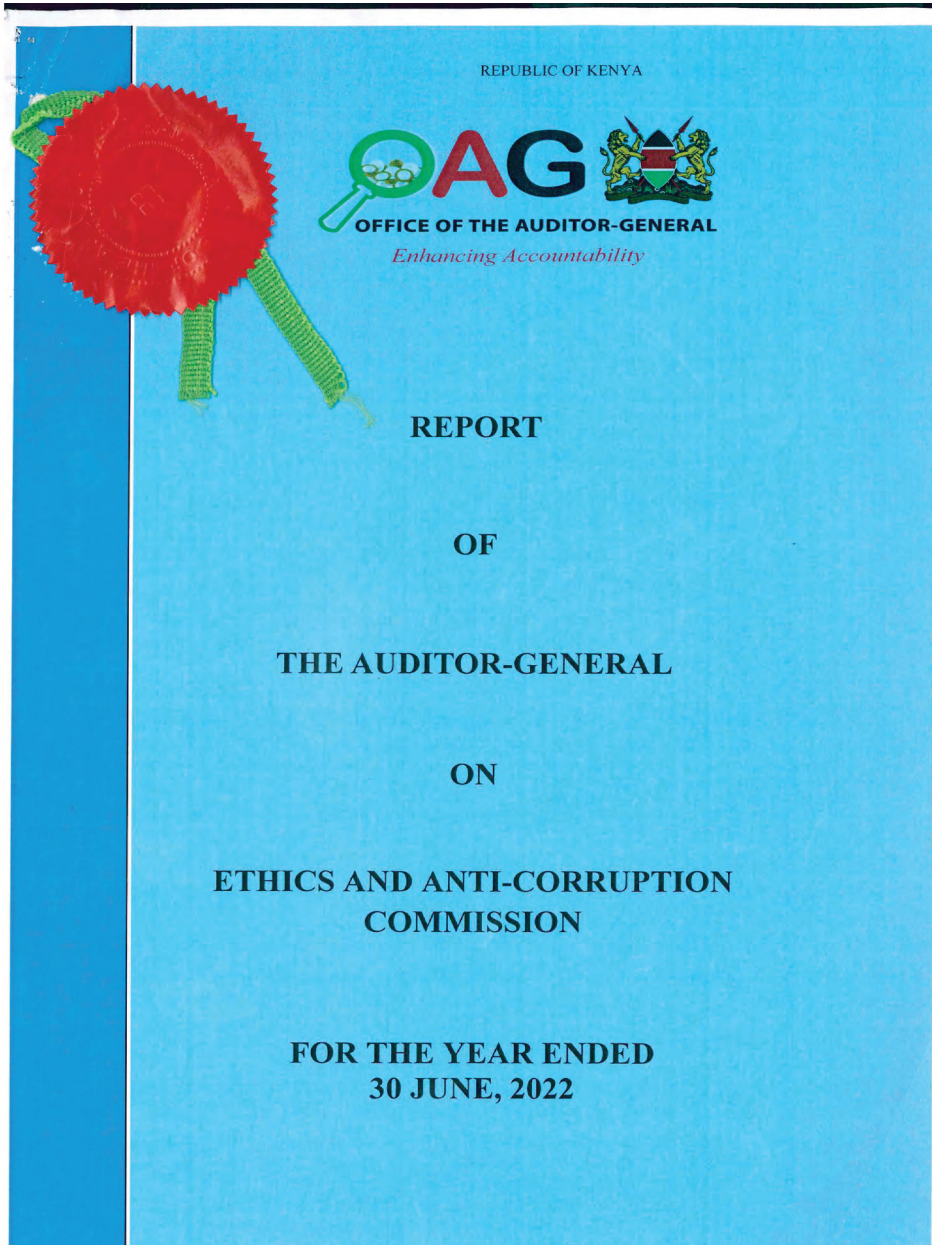 REPUBLIC OF KENYA
OAG
OFFICE OF THE AUDITOR-GENERAL
Enhancing Accountability
REPORT
OF
THE AUDITOR-GENERAL
ON
ETHICS AND ANTI-CORRUPTION
COMMISSION
FOR THE YEAR ENDED
30 JUNE, 2022